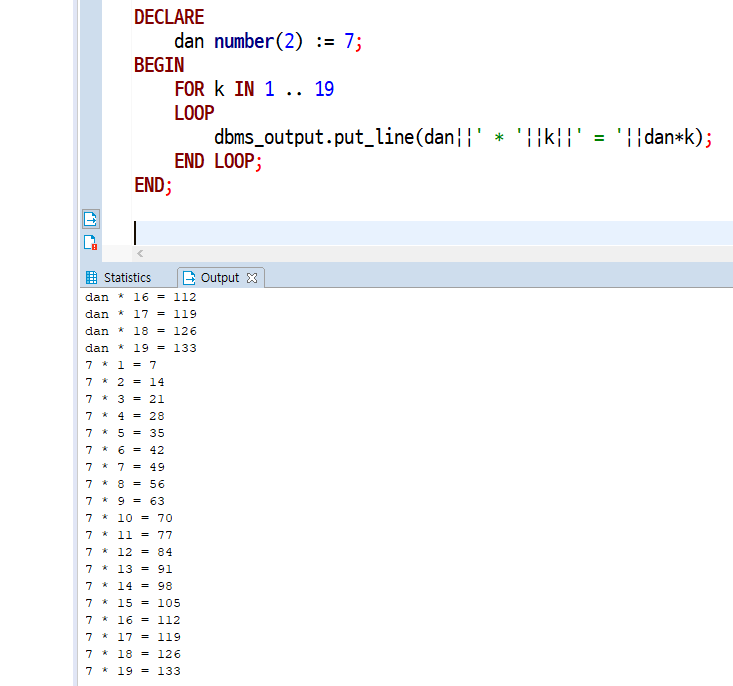 DECLARE
dan number(2) := 7;
BEGIN
FOR k IN 1 .. 19
LOOP
dbms_output.put_line(dan||' * '||k||' = '||dan*k);
END LOOP;
END;
Statistics Output
dan * 16 = 112
dan * 17 = 119
dan * 18 = 126
dan * 19 = 133
7 * 1 = 7
7 * 2 = 14
7 * 3 = 21
7 * 4 = 28
7 * 5 = 35
7 * 6 = 42
7 * 7 = 49
7 * 8 = 56
7 * 9 = 63
7 * 10 = 70
7 * 11 = 77
7 * 12 = 84
7 * 13 = 91
7 * 14 = 98
7 * 15 = 105
7 * 16 = 112
7 * 17 = 119
7 * 18 = 126
7 * 19 = 133